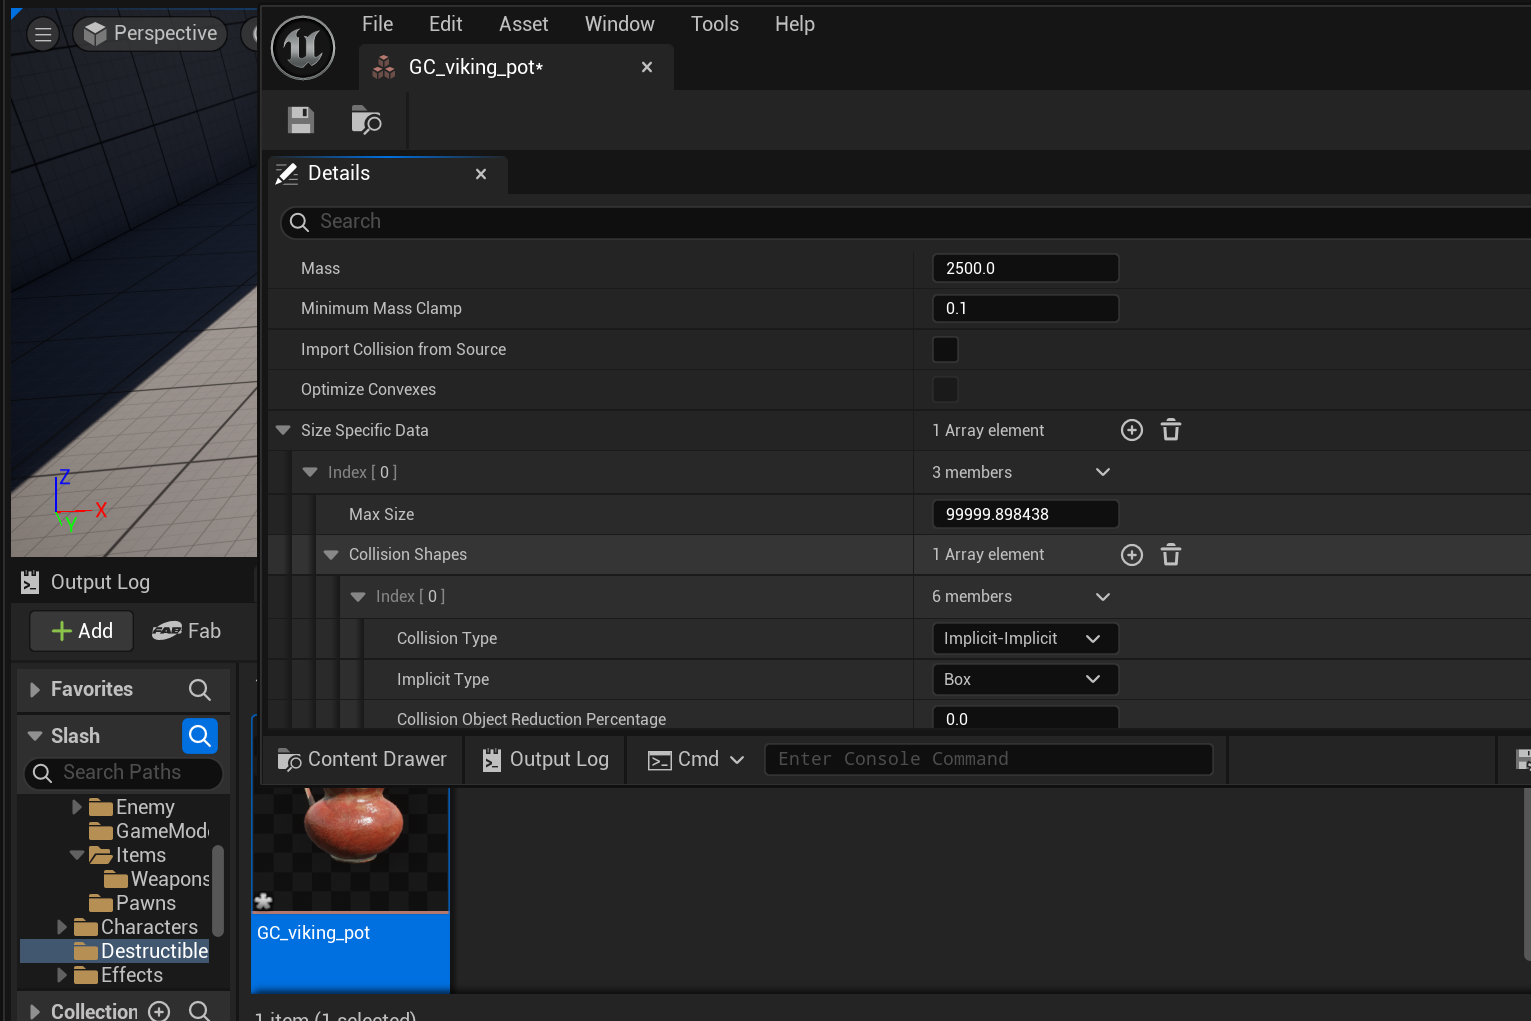 Perspective
File Edit Asset Window Tools Help
GC_viking_pot*
Details
Search
Mass 2500.0
Minimum Mass Clamp 0.1
Import Collision from Source
Optimize Convexes
Size Specific Data 1 Array element
Index [ 0 ] 3 members
Max Size 99999.898438
Collision Shapes 1 Array element
Index [ 0 ] 6 members
Collision Type Implicit-Implicit
Implicit Type Box
Collision Object Reduction Percentage 0.0
Z
X
Y
Output Log
Add Fab
Favorites
Slash
Search Paths
Content Drawer Output Log Cmd Enter Console Command
Enemy
GameMod
Items
Weapons
Pawns
Characters
Destructible
Effects
Collection
GC_viking_pot
1 item (1 selected)